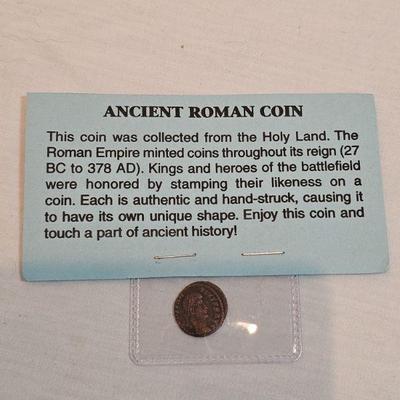 ANCIENT ROMAN COIN
This coin was collected from the Holy Land. The
Roman Empire minted coins throughout its reign (27
BC to 378 AD). Kings and heroes of the battlefield
were honored by stamping their likeness on a
coin. Each is authentic and hand-struck, causing it
to have its own unique shape. Enjoy this coin and
touch a part of ancient history!